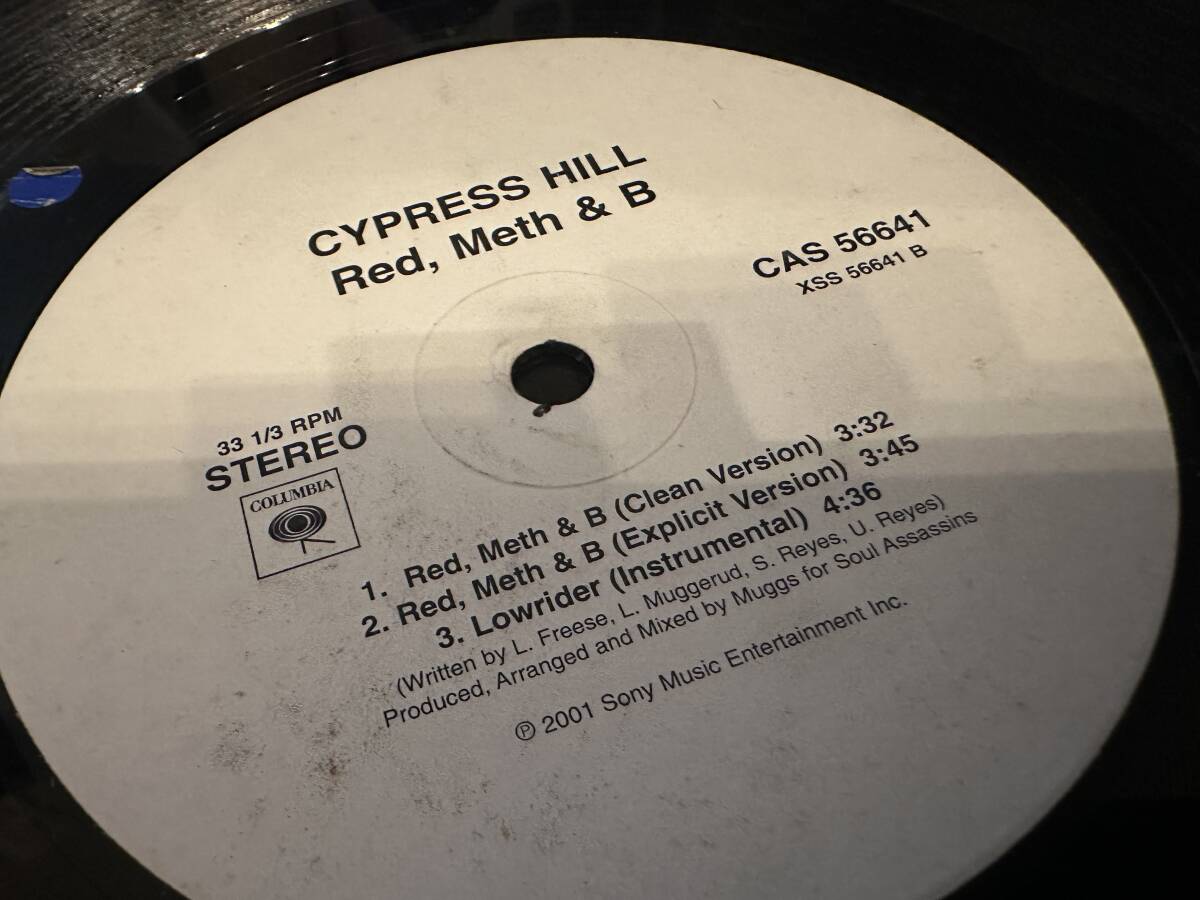 CYPRESS HILL
Red, Meth & B
CAS 56641
XSS 56641 B
33 1/3 RPM
STEREO
COLUMBIA
1. Red, Meth & B (Clean Version) 3:32
2. Red, Meth & B (Explicit Version) 3:45
3. Lowrider (Instrumental) 4:36
(Written by L. Freese, L. Muggerud, S. Reyes, U. Reyes)
Produced, Arranged and Mixed by Muggs for Soul Assassins
℗ 2001 Sony Music Entertainment Inc.